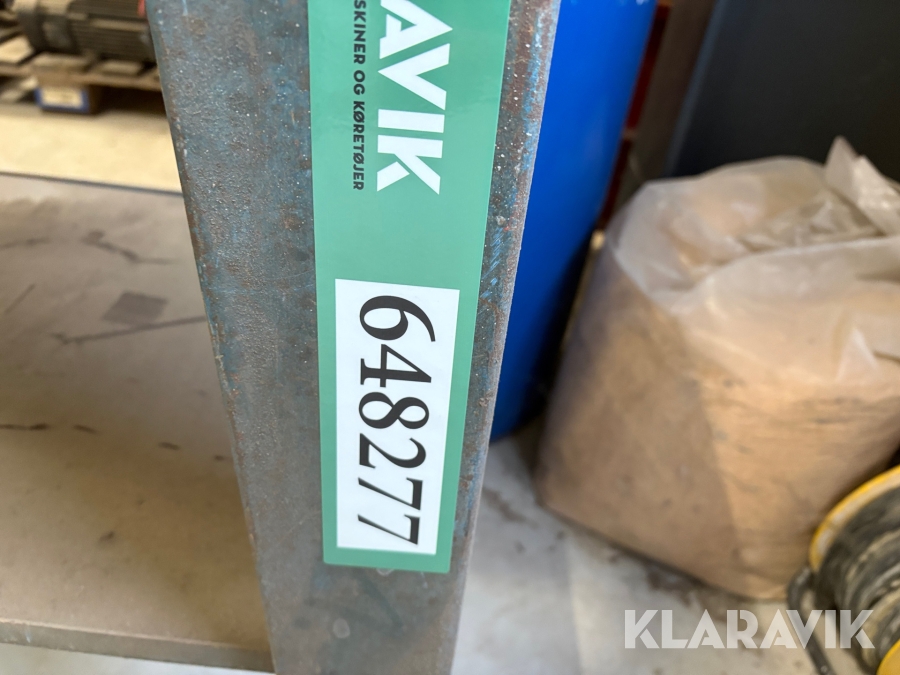 AVIK
SKINER OG KØRETØJER
648277
KLARAVIK